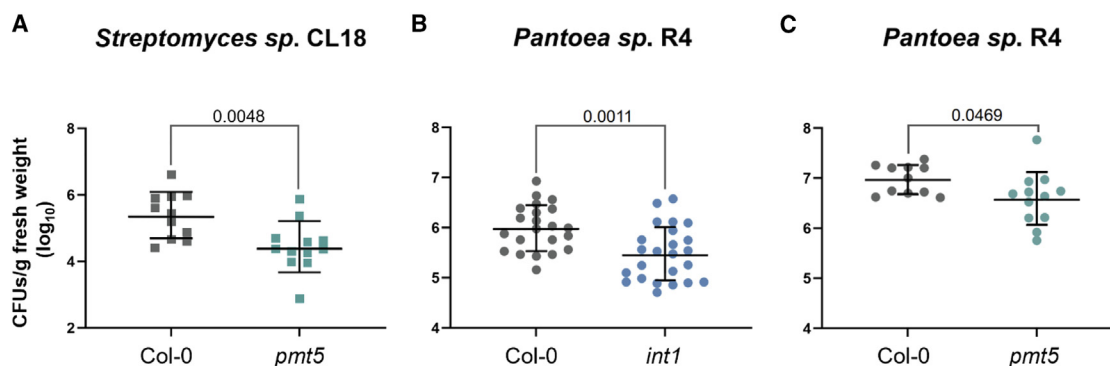 A
Streptomyces sp. CL18
B
Pantoea sp. R4
C
Pantoea sp. R4
CFUs/g fresh weight
(log10)
0.0048
8
6
4
2
Col-0
pmt5
0.0011
8
7
6
5
4
Col-0
int1
0.0469
8
7
6
5
4
Col-0
pmt5